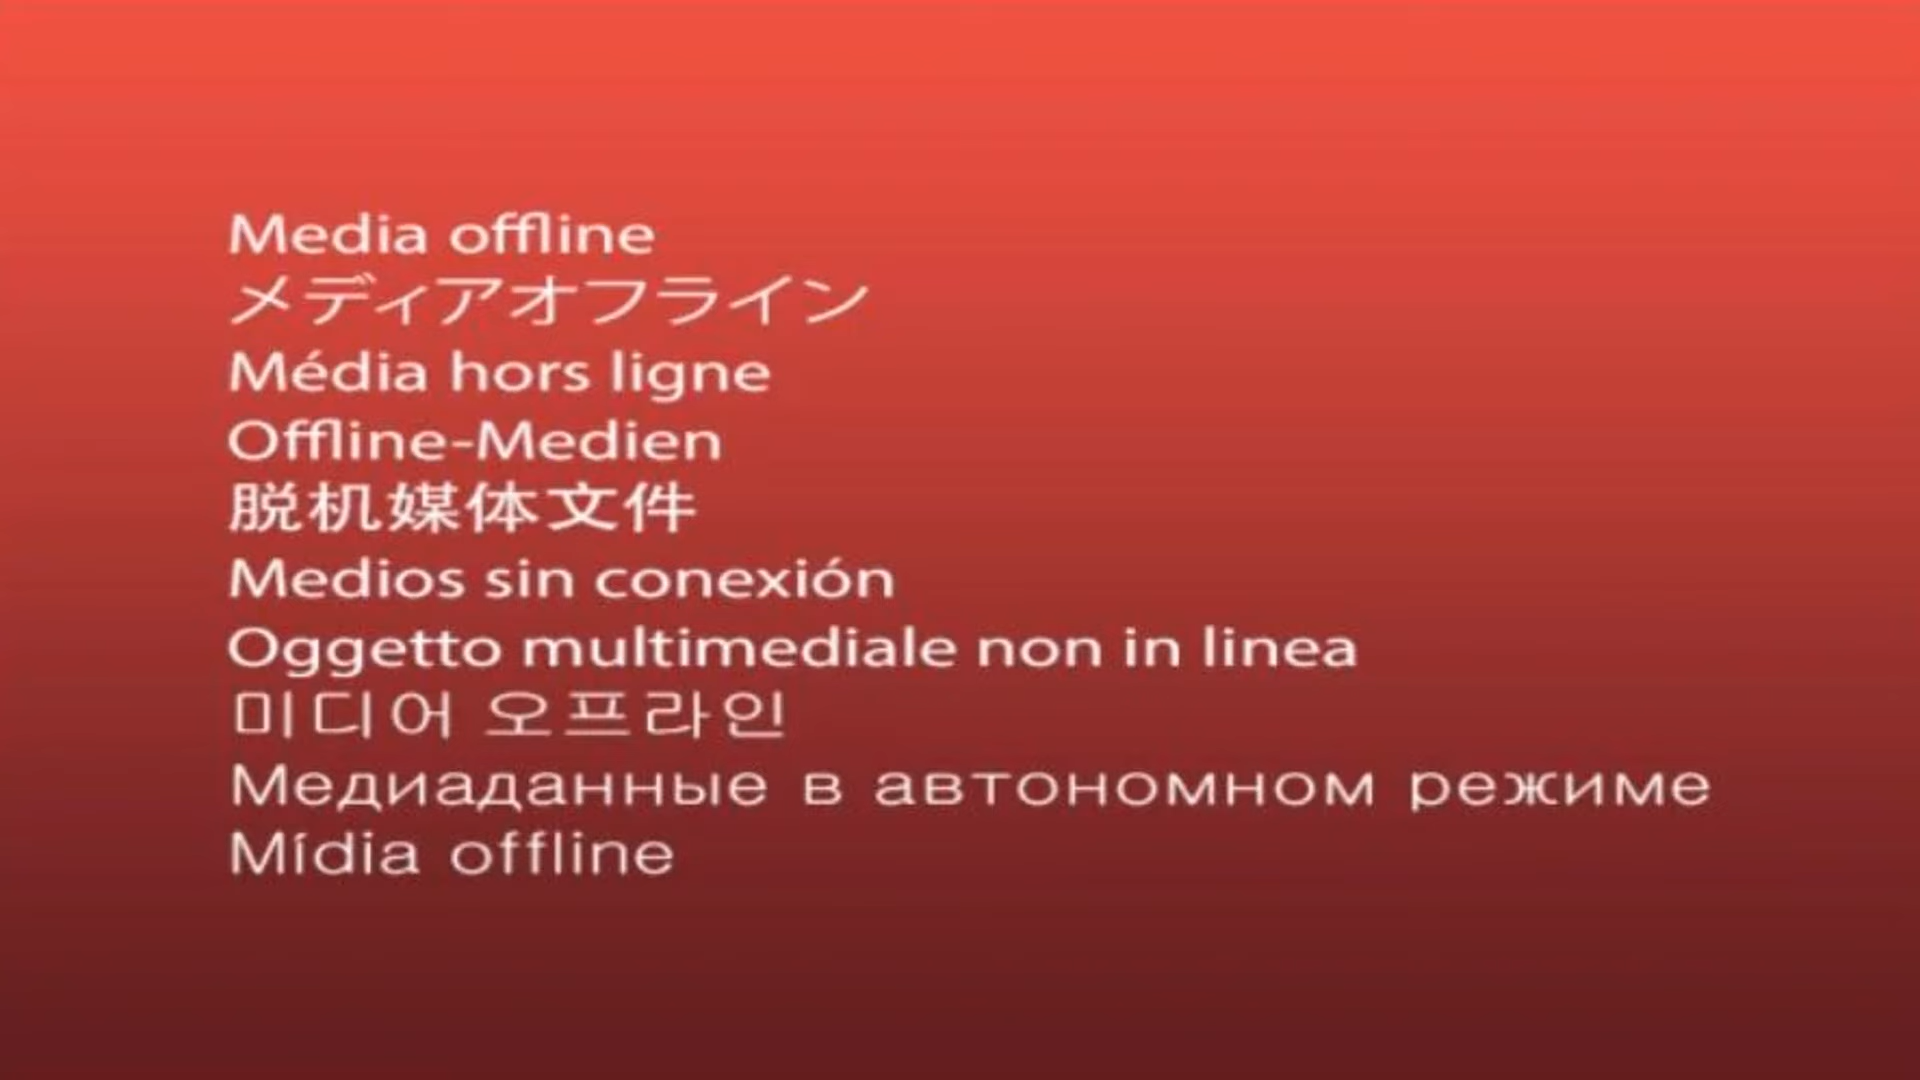 Media offline
メディアオフライン
Média hors ligne
Offline-Medien
脱机媒体文件
Medios sin conexión
Oggetto multimediale non in linea
미디어 오프라인
Медиаданные в автономном режиме
Mídia offline